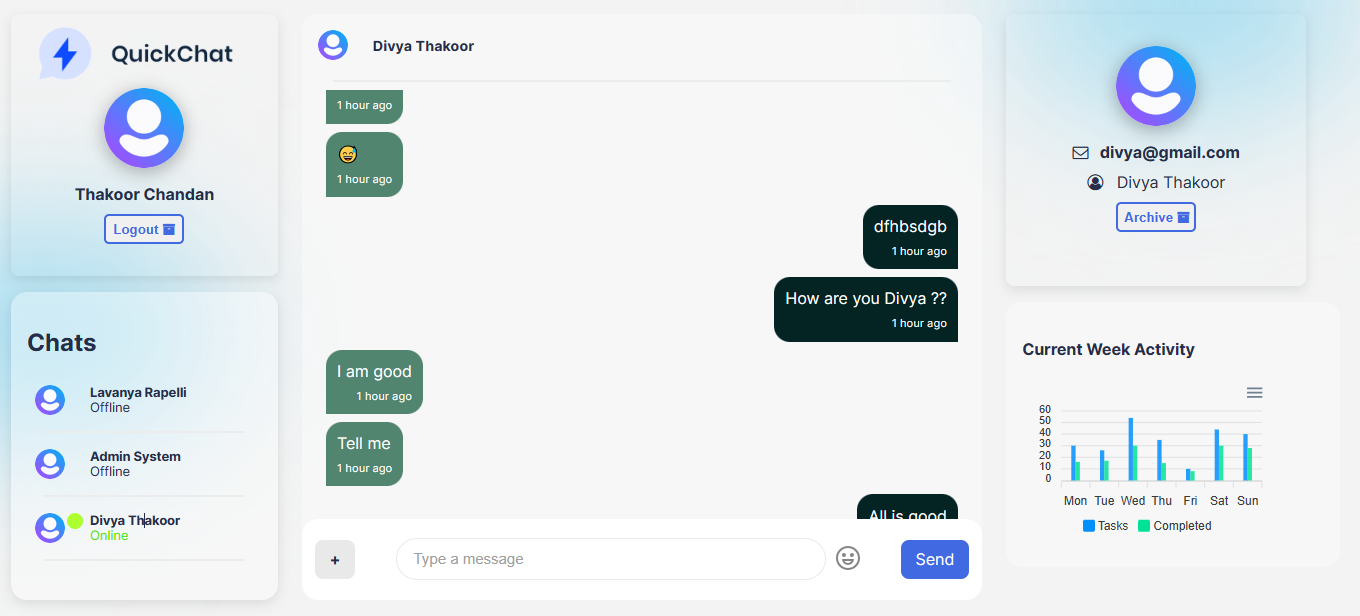 QuickChat
Thakoor Chandan
Logout
Chats
Lavanya Rapelli
Offline
Admin System
Offline
Divya Thakoor
Online
Divya Thakoor
1 hour ago
1 hour ago
dfhbsdgb
1 hour ago
How are you Divya ??
1 hour ago
I am good
1 hour ago
Tell me
1 hour ago
All is good
+
Type a message
Send
divya@gmail.com
Divya Thakoor
Archive
Current Week Activity
60
50
40
30
20
10
0
Mon Tue Wed Thu Fri Sat Sun
Tasks Completed